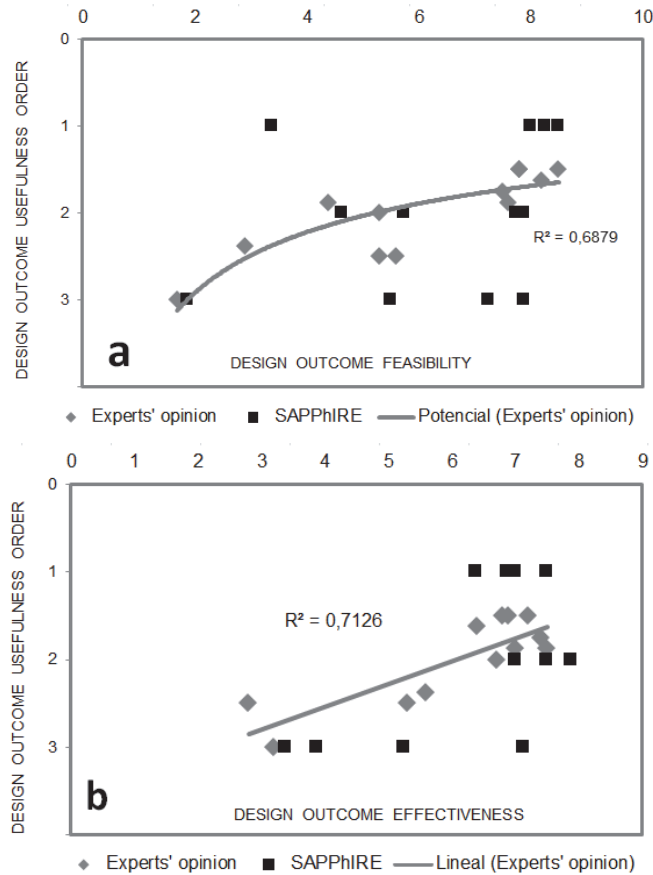 0 2 4 6 8 10
0
1
2
3
DESIGN OUTCOME USEFULNESS ORDER
R² = 0,6879
a
DESIGN OUTCOME FEASIBILITY
Experts' opinion SAPPhIRE Potencial (Experts' opinion)
0 1 2 3 4 5 6 7 8 9
0
1
2
3
DESIGN OUTCOME USEFULNESS ORDER
R² = 0,7126
b
DESIGN OUTCOME EFFECTIVENESS
Experts' opinion SAPPhIRE Lineal (Experts' opinion)